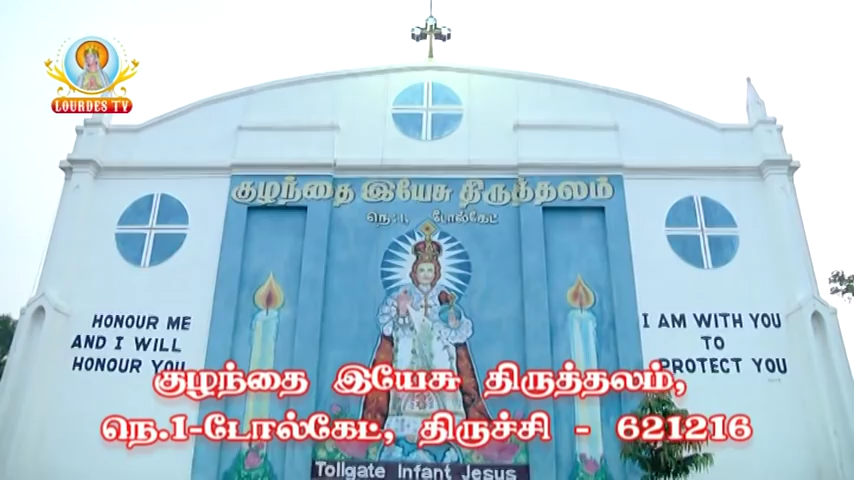 LOURDES TV
குழந்தை இயேசு திருத்தலம்
நெ.1, டோல்கேட்
HONOUR ME
AND I WILL
HONOUR YOU
I AM WITH YOU
TO
PROTECT YOU
குழந்தை இயேசு திருத்தலம்,
நெ.1-டோல்கேட், திருச்சி - 621216
Tollgate Infant Jesus